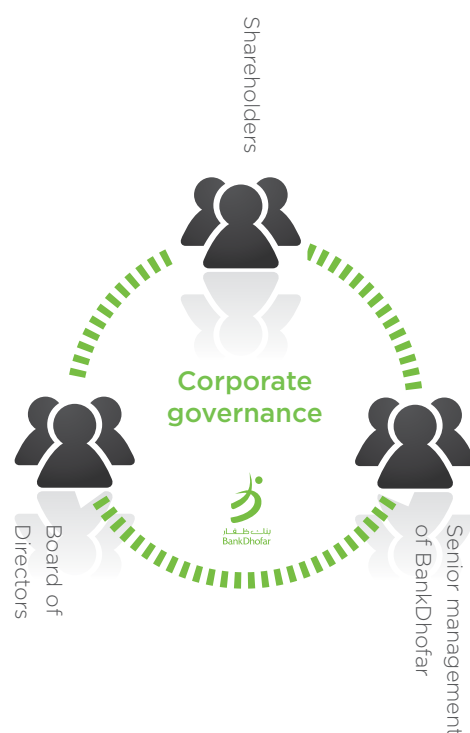 Shareholders
Corporate
governance
بنك ظفار
BankDhofar
Board of
Directors
Senior management
of BankDhofar